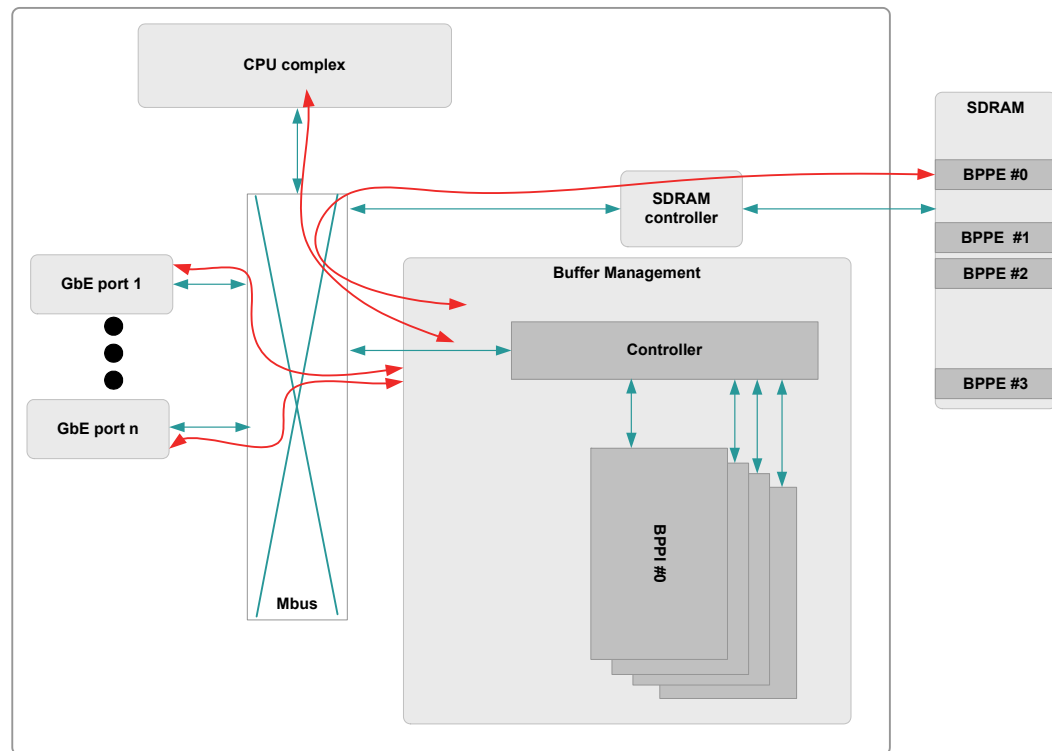 CPU complex
SDRAM
BPPE #0
SDRAM
controller
BPPE #1
GbE port 1
Buffer Management
BPPE #2
Controller
BPPE #3
GbE port n
BPPI #0
Mbus